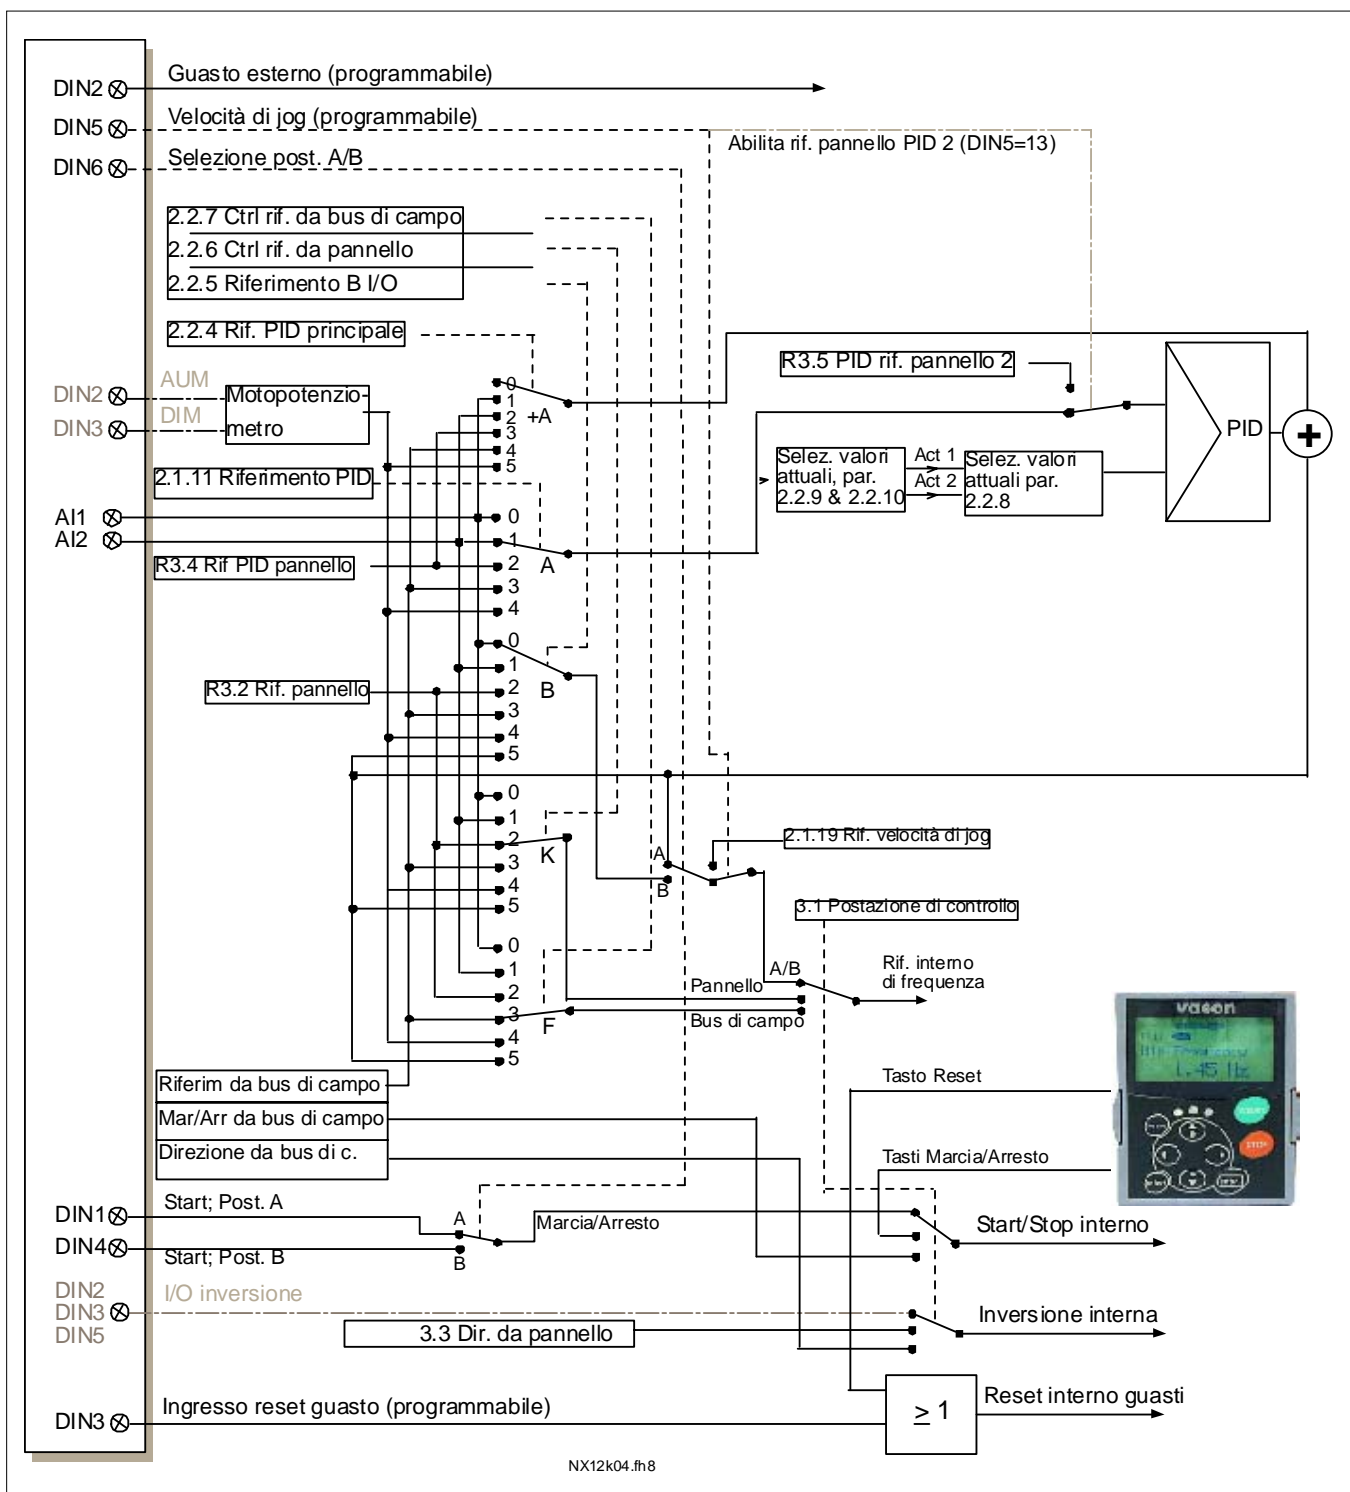 DIN2
Guasto esterno (programmabile)
DIN5
Velocità di jog (programmabile)
Abilita rif. pannello PID 2 (DIN5=13)
DIN6
Selezione post. A/B
2.2.7 Ctrl rif. da bus di campo
2.2.6 Ctrl rif. da pannello
2.2.5 Riferimento B I/O
2.2.4 Rif. PID principale
R3.5 PID rif. pannello 2
DIN2
AUM
DIN3
DIM
Motopotenzio-
metro
0
1
2
3
4
5
+A
PID
+
Selez. valori
attuali, par.
2.2.9 & 2.2.10
Act 1
Act 2
Selez. valori
attuali par.
2.2.8
2.1.11 Riferimento PID
AI1
AI2
R3.4 Rif PID pannello
0
1
2
3
4
A
R3.2 Rif. pannello
0
1
2
3
4
5
B
0
1
2
3
4
5
K
A
B
2.1.19 Rif. velocità di jog
3.1 Postazione di controllo
0
1
2
3
4
5
F
A/B
Pannello
Bus di campo
Rif. interno
di frequenza
Riferim da bus di campo
Mar/Arr da bus di campo
Direzione da bus di c.
Tasto Reset
Tasti Marcia/Arresto
vacon
1.45 Hz
STOP
DIN1
Start; Post. A
DIN4
Start; Post. B
A
B
Marcia/Arresto
Start/Stop interno
DIN2
DIN3
DIN5
I/O inversione
3.3 Dir. da pannello
Inversione interna
DIN3
Ingresso reset guasto (programmabile)
≥ 1
Reset interno guasti
NX12k04.fh8